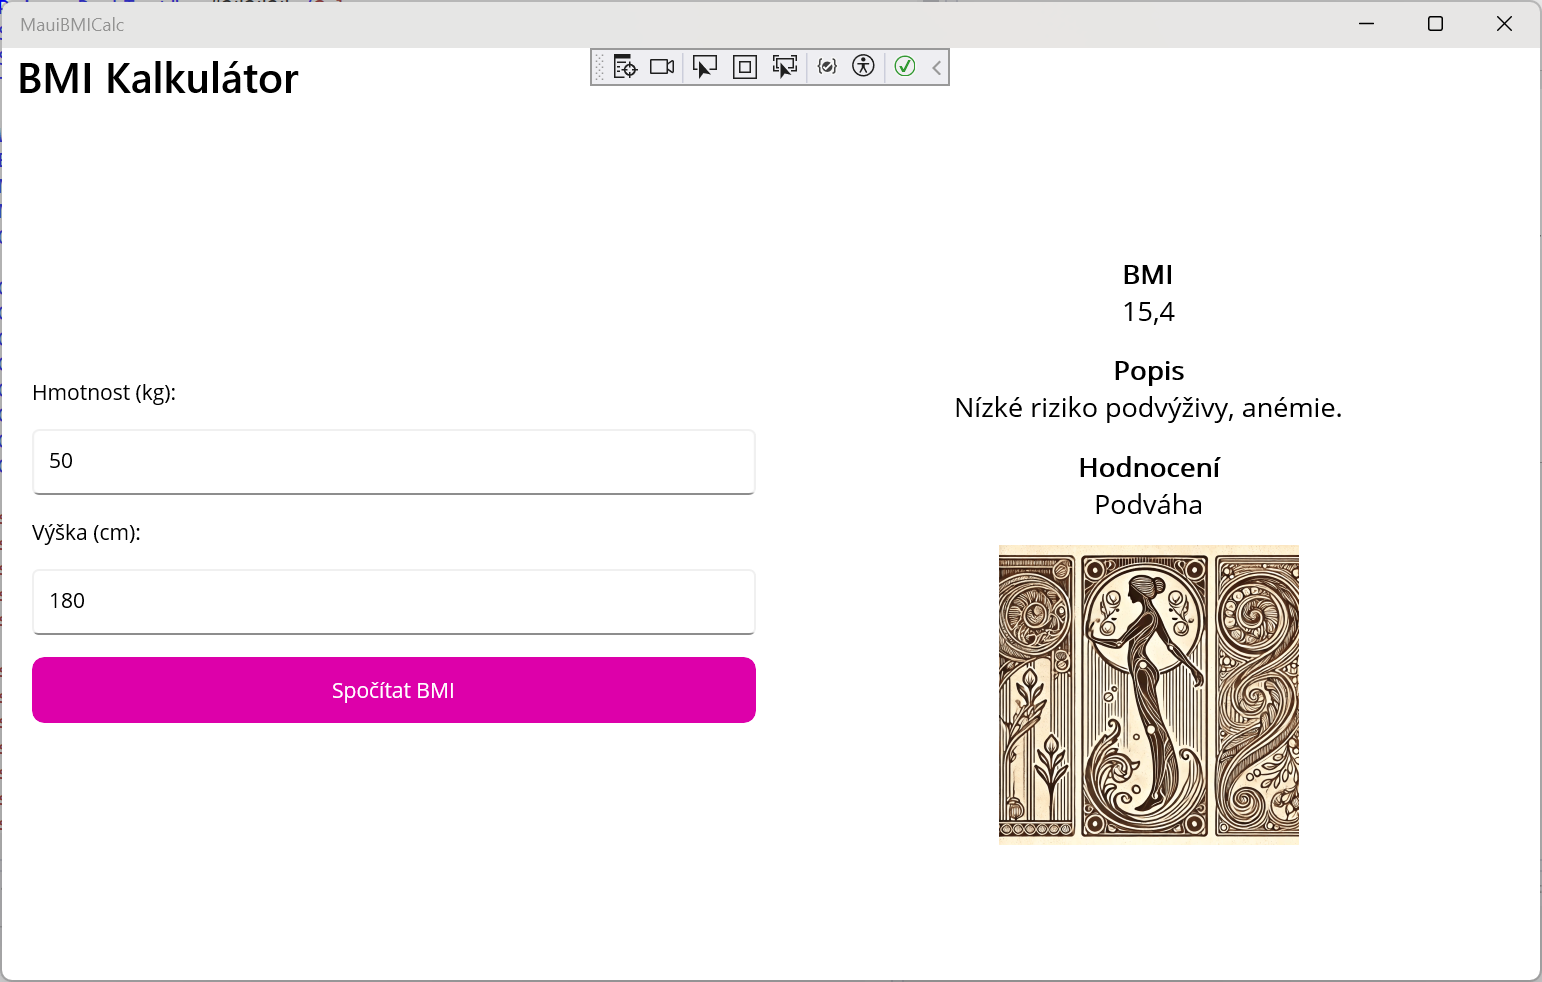 MauiBMICalc
BMI Kalkulátor
Hmotnost (kg):
50
Výška (cm):
180
Spočítat BMI
BMI
15,4
Popis
Nízké riziko podvýživy, anémie.
Hodnocení
Podváha